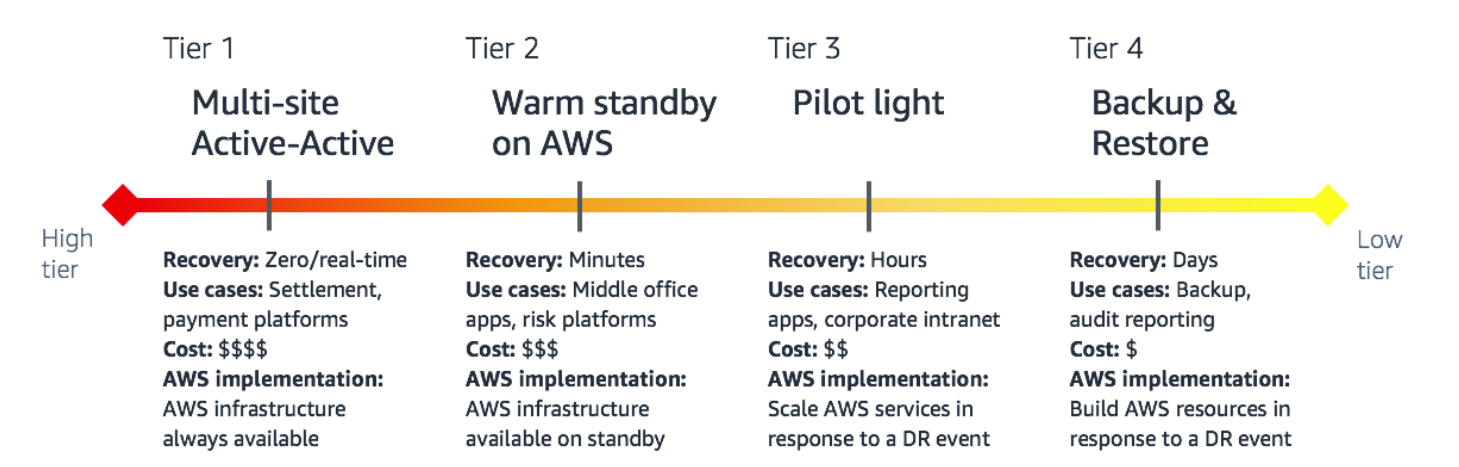 Tier 1
Multi-site
Active-Active
Recovery: Zero/real-time
Use cases: Settlement,
payment platforms
Cost: $$$$
AWS implementation:
AWS infrastructure
always available
Tier 2
Warm standby
on AWS
Recovery: Minutes
Use cases: Middle office
apps, risk platforms
Cost: $$$
AWS implementation:
AWS infrastructure
available on standby
Tier 3
Pilot light
Recovery: Hours
Use cases: Reporting
apps, corporate intranet
Cost: $$
AWS implementation:
Scale AWS services in
response to a DR event
Tier 4
Backup &
Restore
Recovery: Days
Use cases: Backup,
audit reporting
Cost: $
AWS implementation:
Build AWS resources in
response to a DR event
High
tier
Low
tier